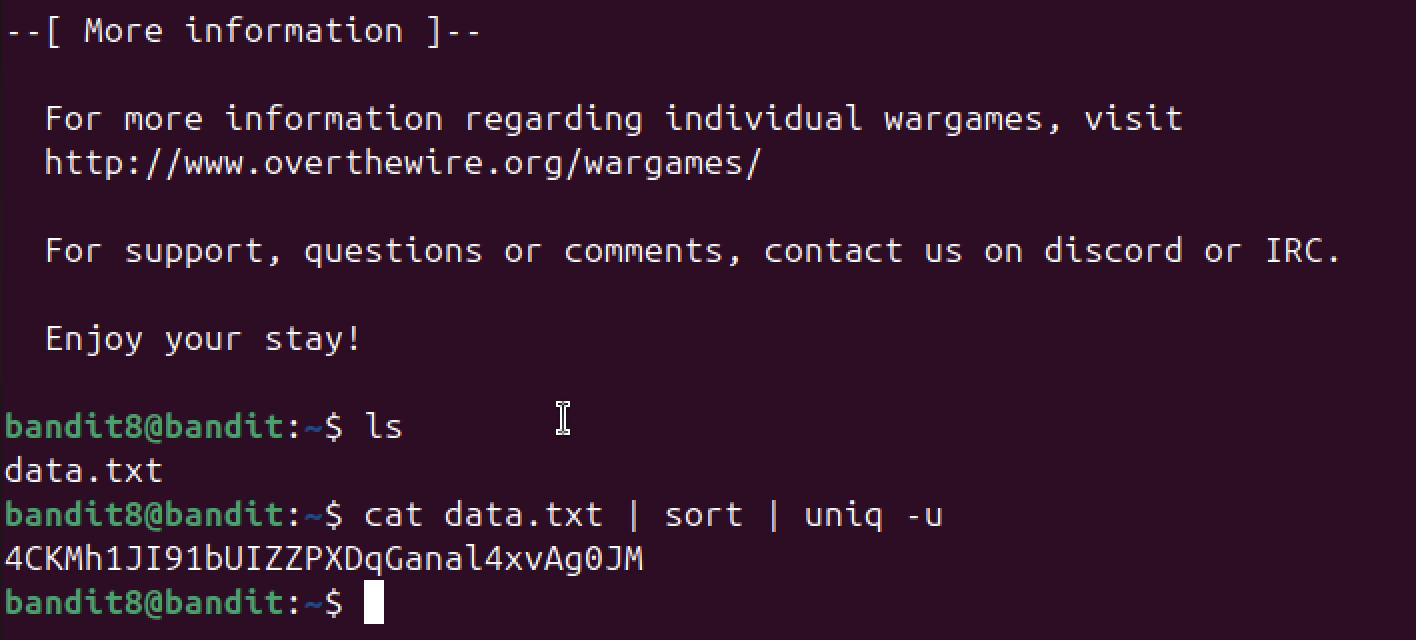 --[ More information ]--
For more information regarding individual wargames, visit
http://www.overthewire.org/wargames/
For support, questions or comments, contact us on discord or IRC.
Enjoy your stay!
bandit8@bandit:~$ ls
data.txt
bandit8@bandit:~$ cat data.txt | sort | uniq -u
4CKMh1JI91bUIZZPXDqGanal4xvAg0JM
bandit8@bandit:~$